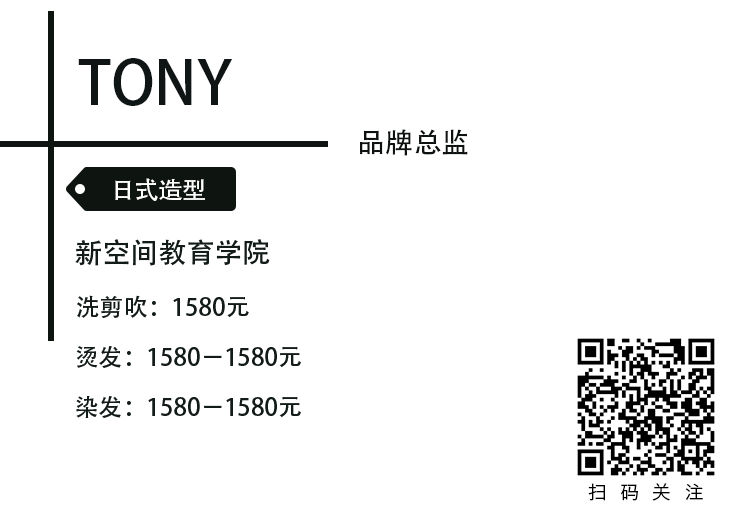 TONY
品牌总监
日式造型
新空间教育学院
洗剪吹：1580元
烫发：1580－1580元
染发：1580－1580元
扫码关注